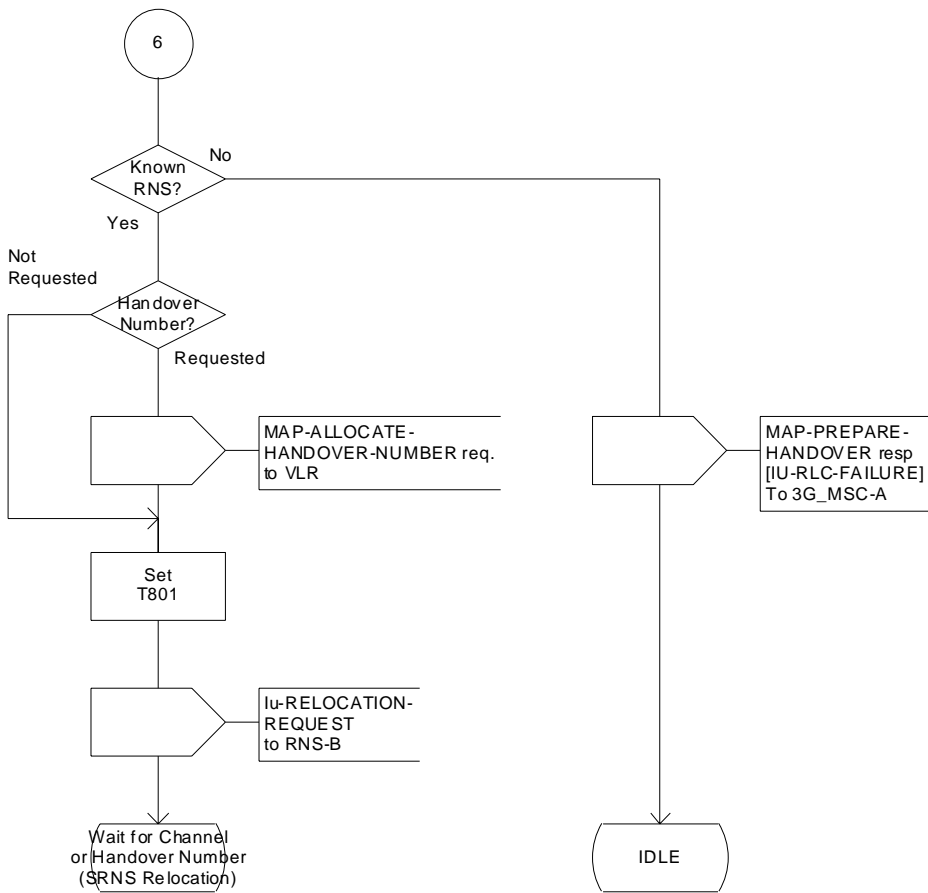 6
No
Known
RNS?
Yes
Not
Requested
Handover
Number?
Requested
MAP-ALLOCATE-
HANDOVER-NUMBER req.
to VLR
MAP-PREPARE-
HANDOVER resp
[IU-RLC-FAILURE]
To 3G_MSC-A
Set
T801
Iu-RELOCATION-
REQUEST
to RNS-B
Wait for Channel
or Handover Number
(SRNS Relocation)
IDLE